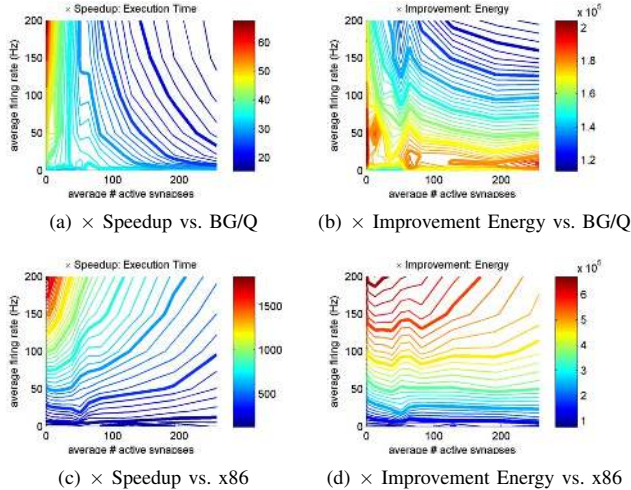 × Speedup: Execution Time
average firing rate (Hz)
200
150
100
50
0
0 100 200
average # active synapses
60
50
40
30
20
(a) × Speedup vs. BG/Q
× Improvement: Energy
average firing rate (Hz)
200
150
100
50
0
0 100 200
average # active synapses
x 10
2
1.8
1.6
1.4
1.2
(b) × Improvement Energy vs. BG/Q
× Speedup: Execution Time
average firing rate (Hz)
200
150
100
50
0
0 100 200
average # active synapses
1500
1000
500
(c) × Speedup vs. x86
× Improvement: Energy
average firing rate (Hz)
200
150
100
50
0
0 100 200
average # active synapses
x 10
6
5
4
3
2
1
(d) × Improvement Energy vs. x86